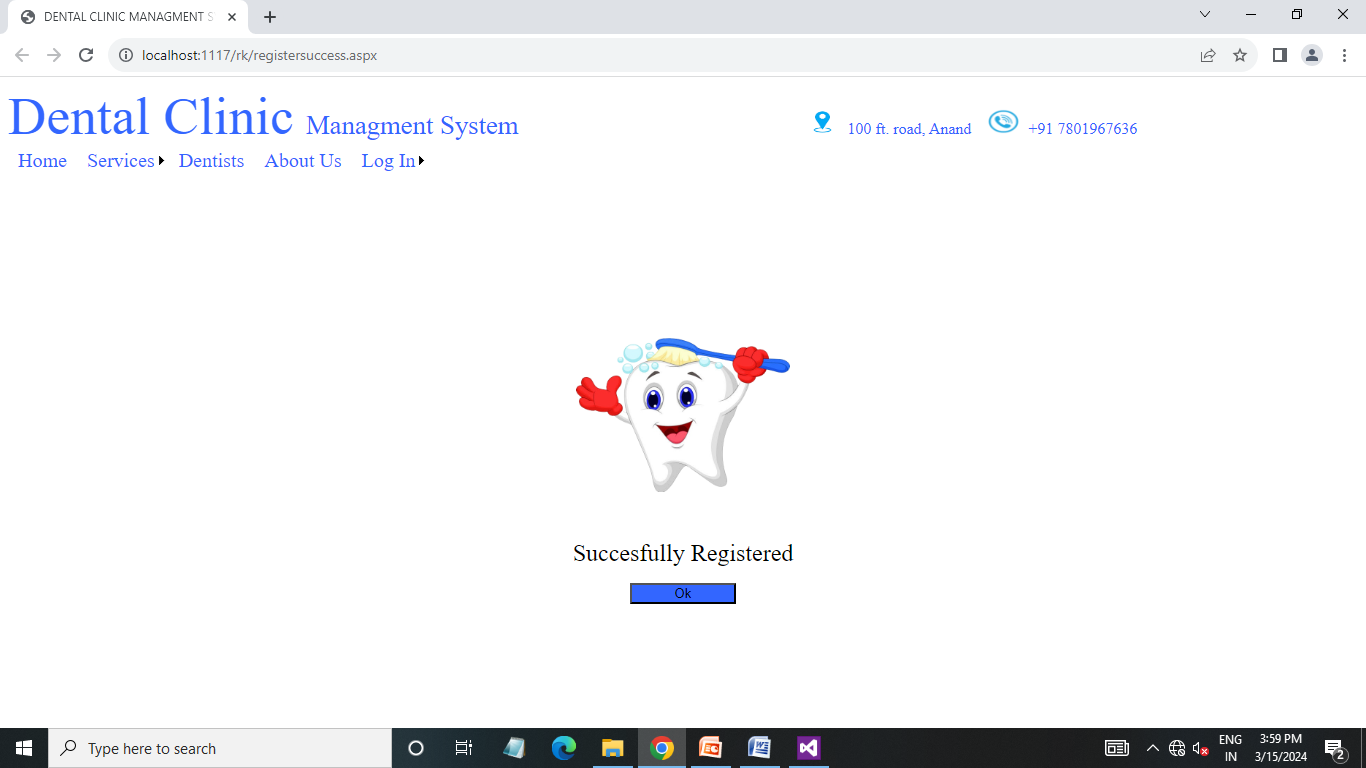 DENTAL CLINIC MANAGMENT S
localhost:1117/rk/registersuccess.aspx
Dental Clinic Managment System
100 ft. road, Anand
+91 7801967636
Home Services Dentists About Us Log In
Succesfully Registered
Ok
Type here to search
ENG
IN
3:59 PM
3/15/2024
2